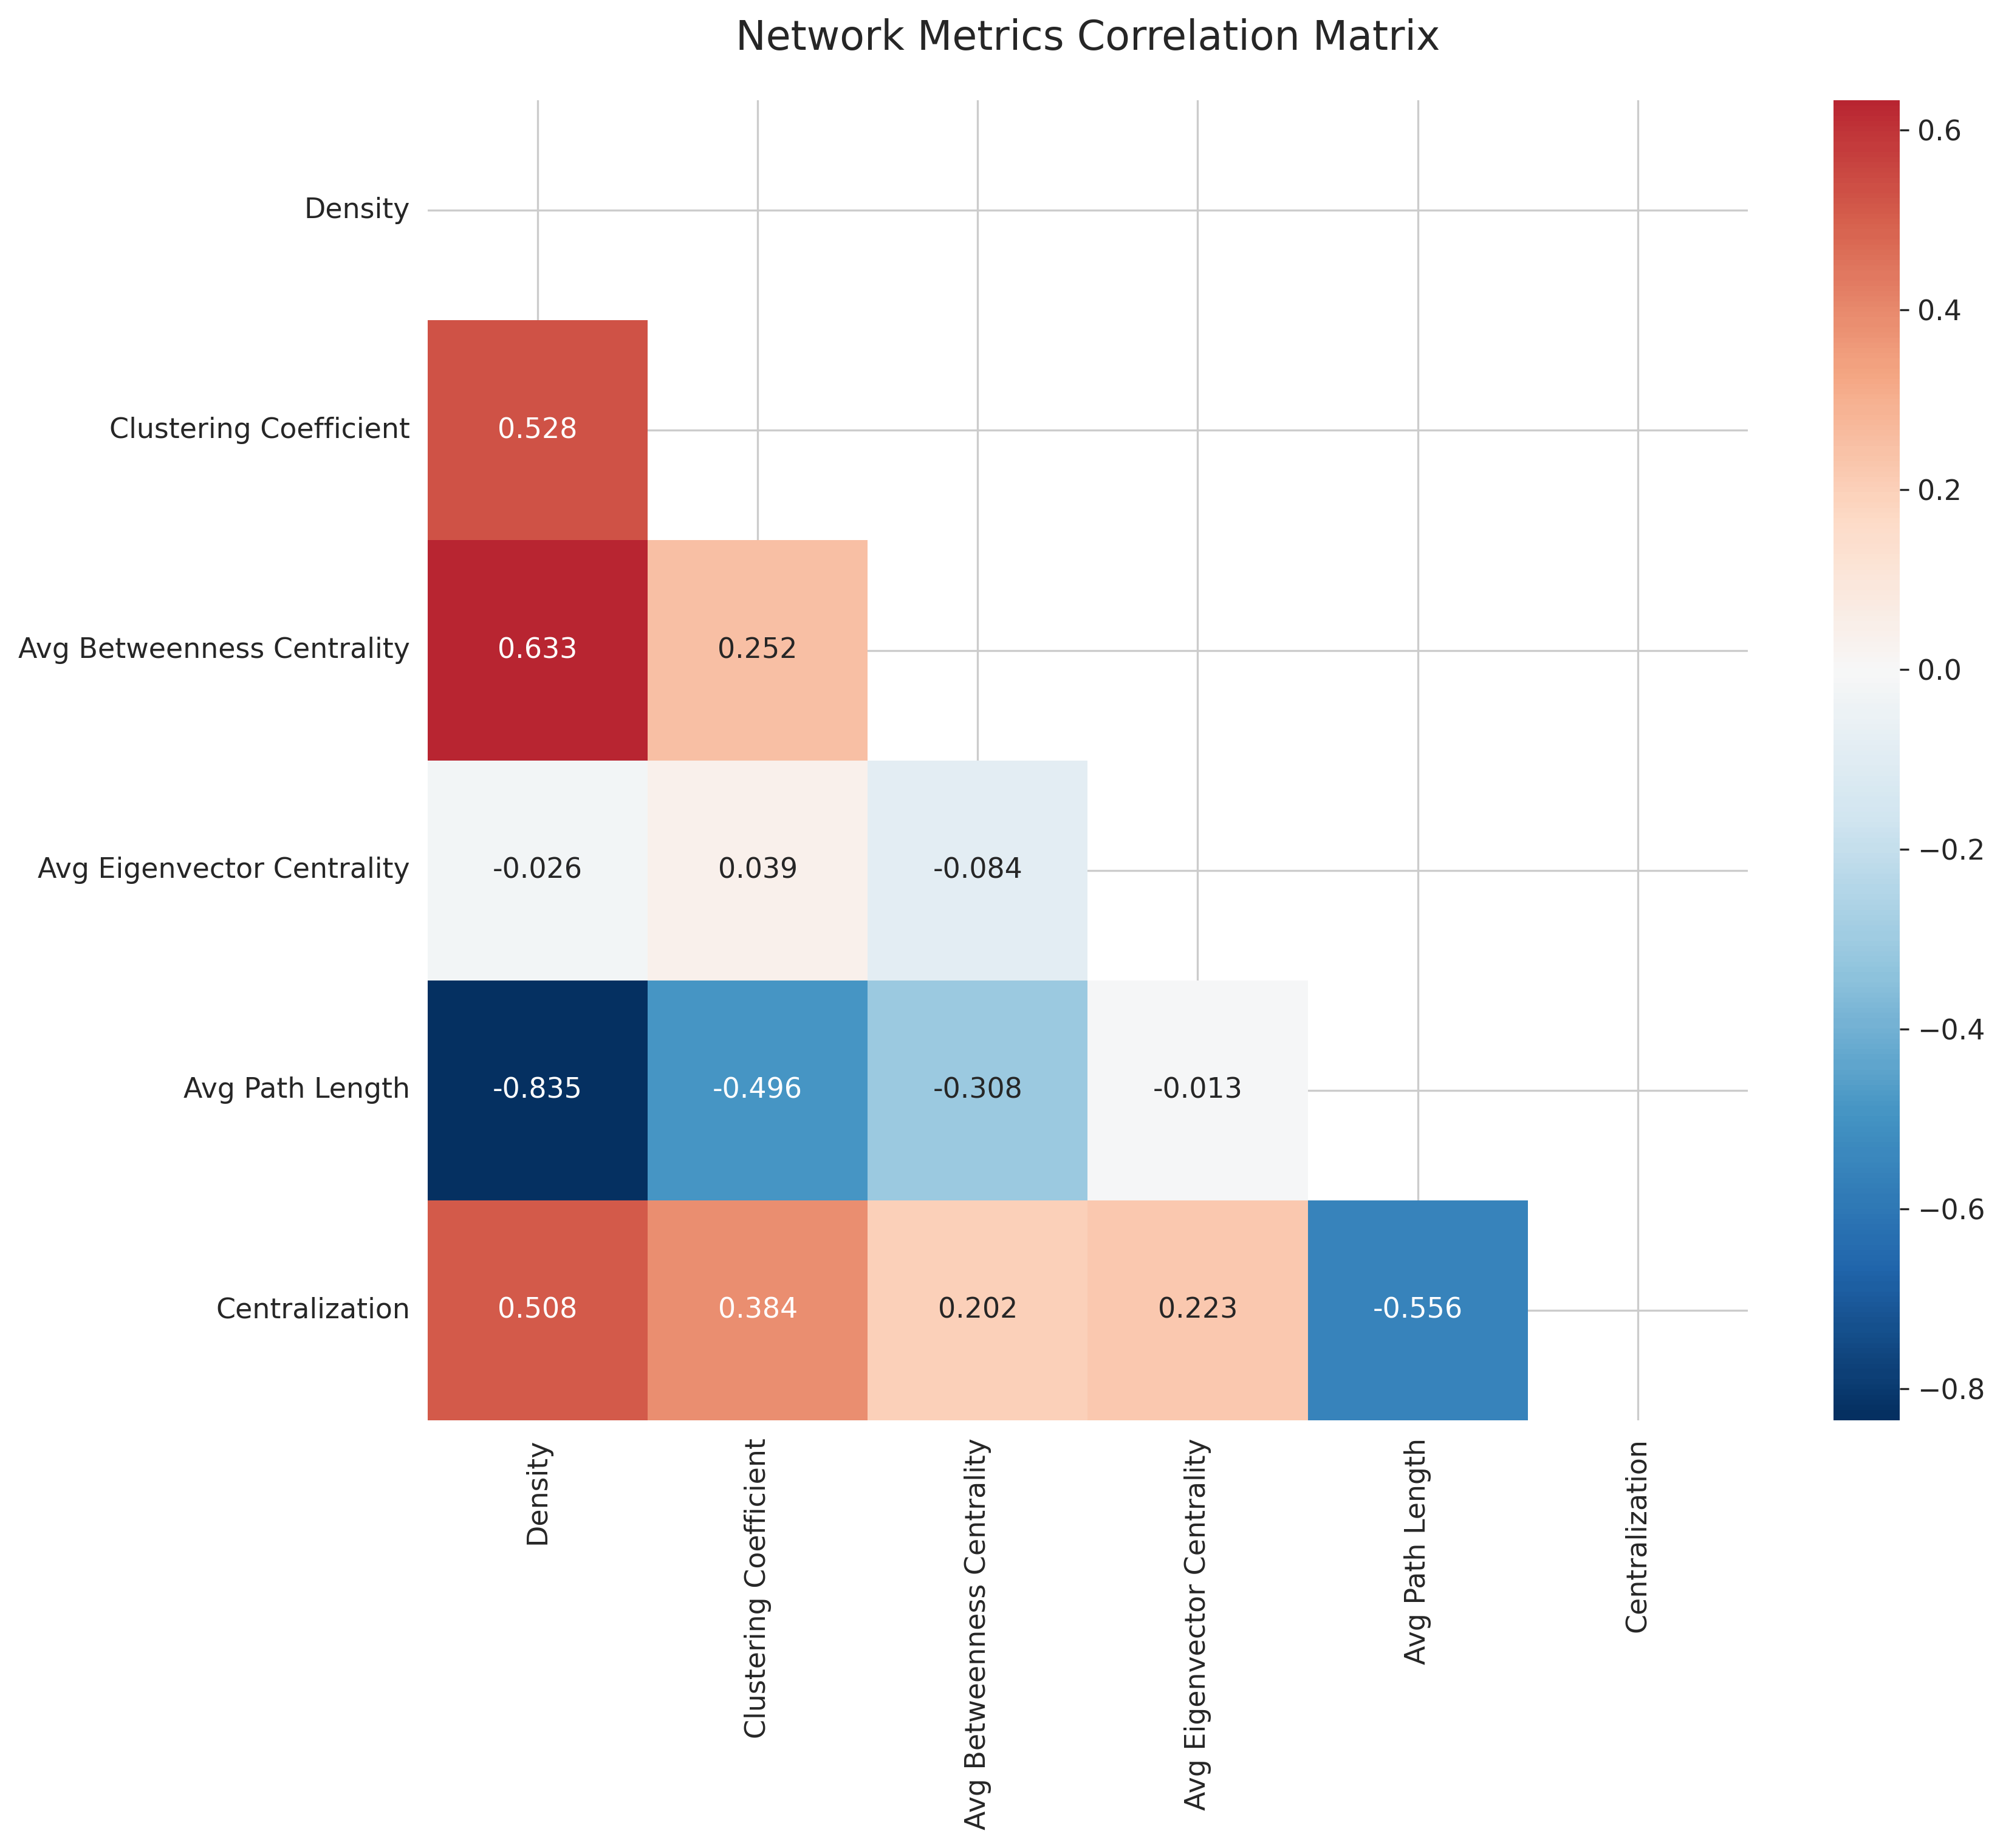 Network Metrics Correlation Matrix
Density
Clustering Coefficient
Avg Betweenness Centrality
Avg Eigenvector Centrality
Avg Path Length
Centralization
0.528
0.633 0.252
-0.026 0.039 -0.084
-0.835 -0.496 -0.308 -0.013
0.508 0.384 0.202 0.223 -0.556
Density
Clustering Coefficient
Avg Betweenness Centrality
Avg Eigenvector Centrality
Avg Path Length
Centralization
0.6
0.4
0.2
0.0
−0.2
−0.4
−0.6
−0.8